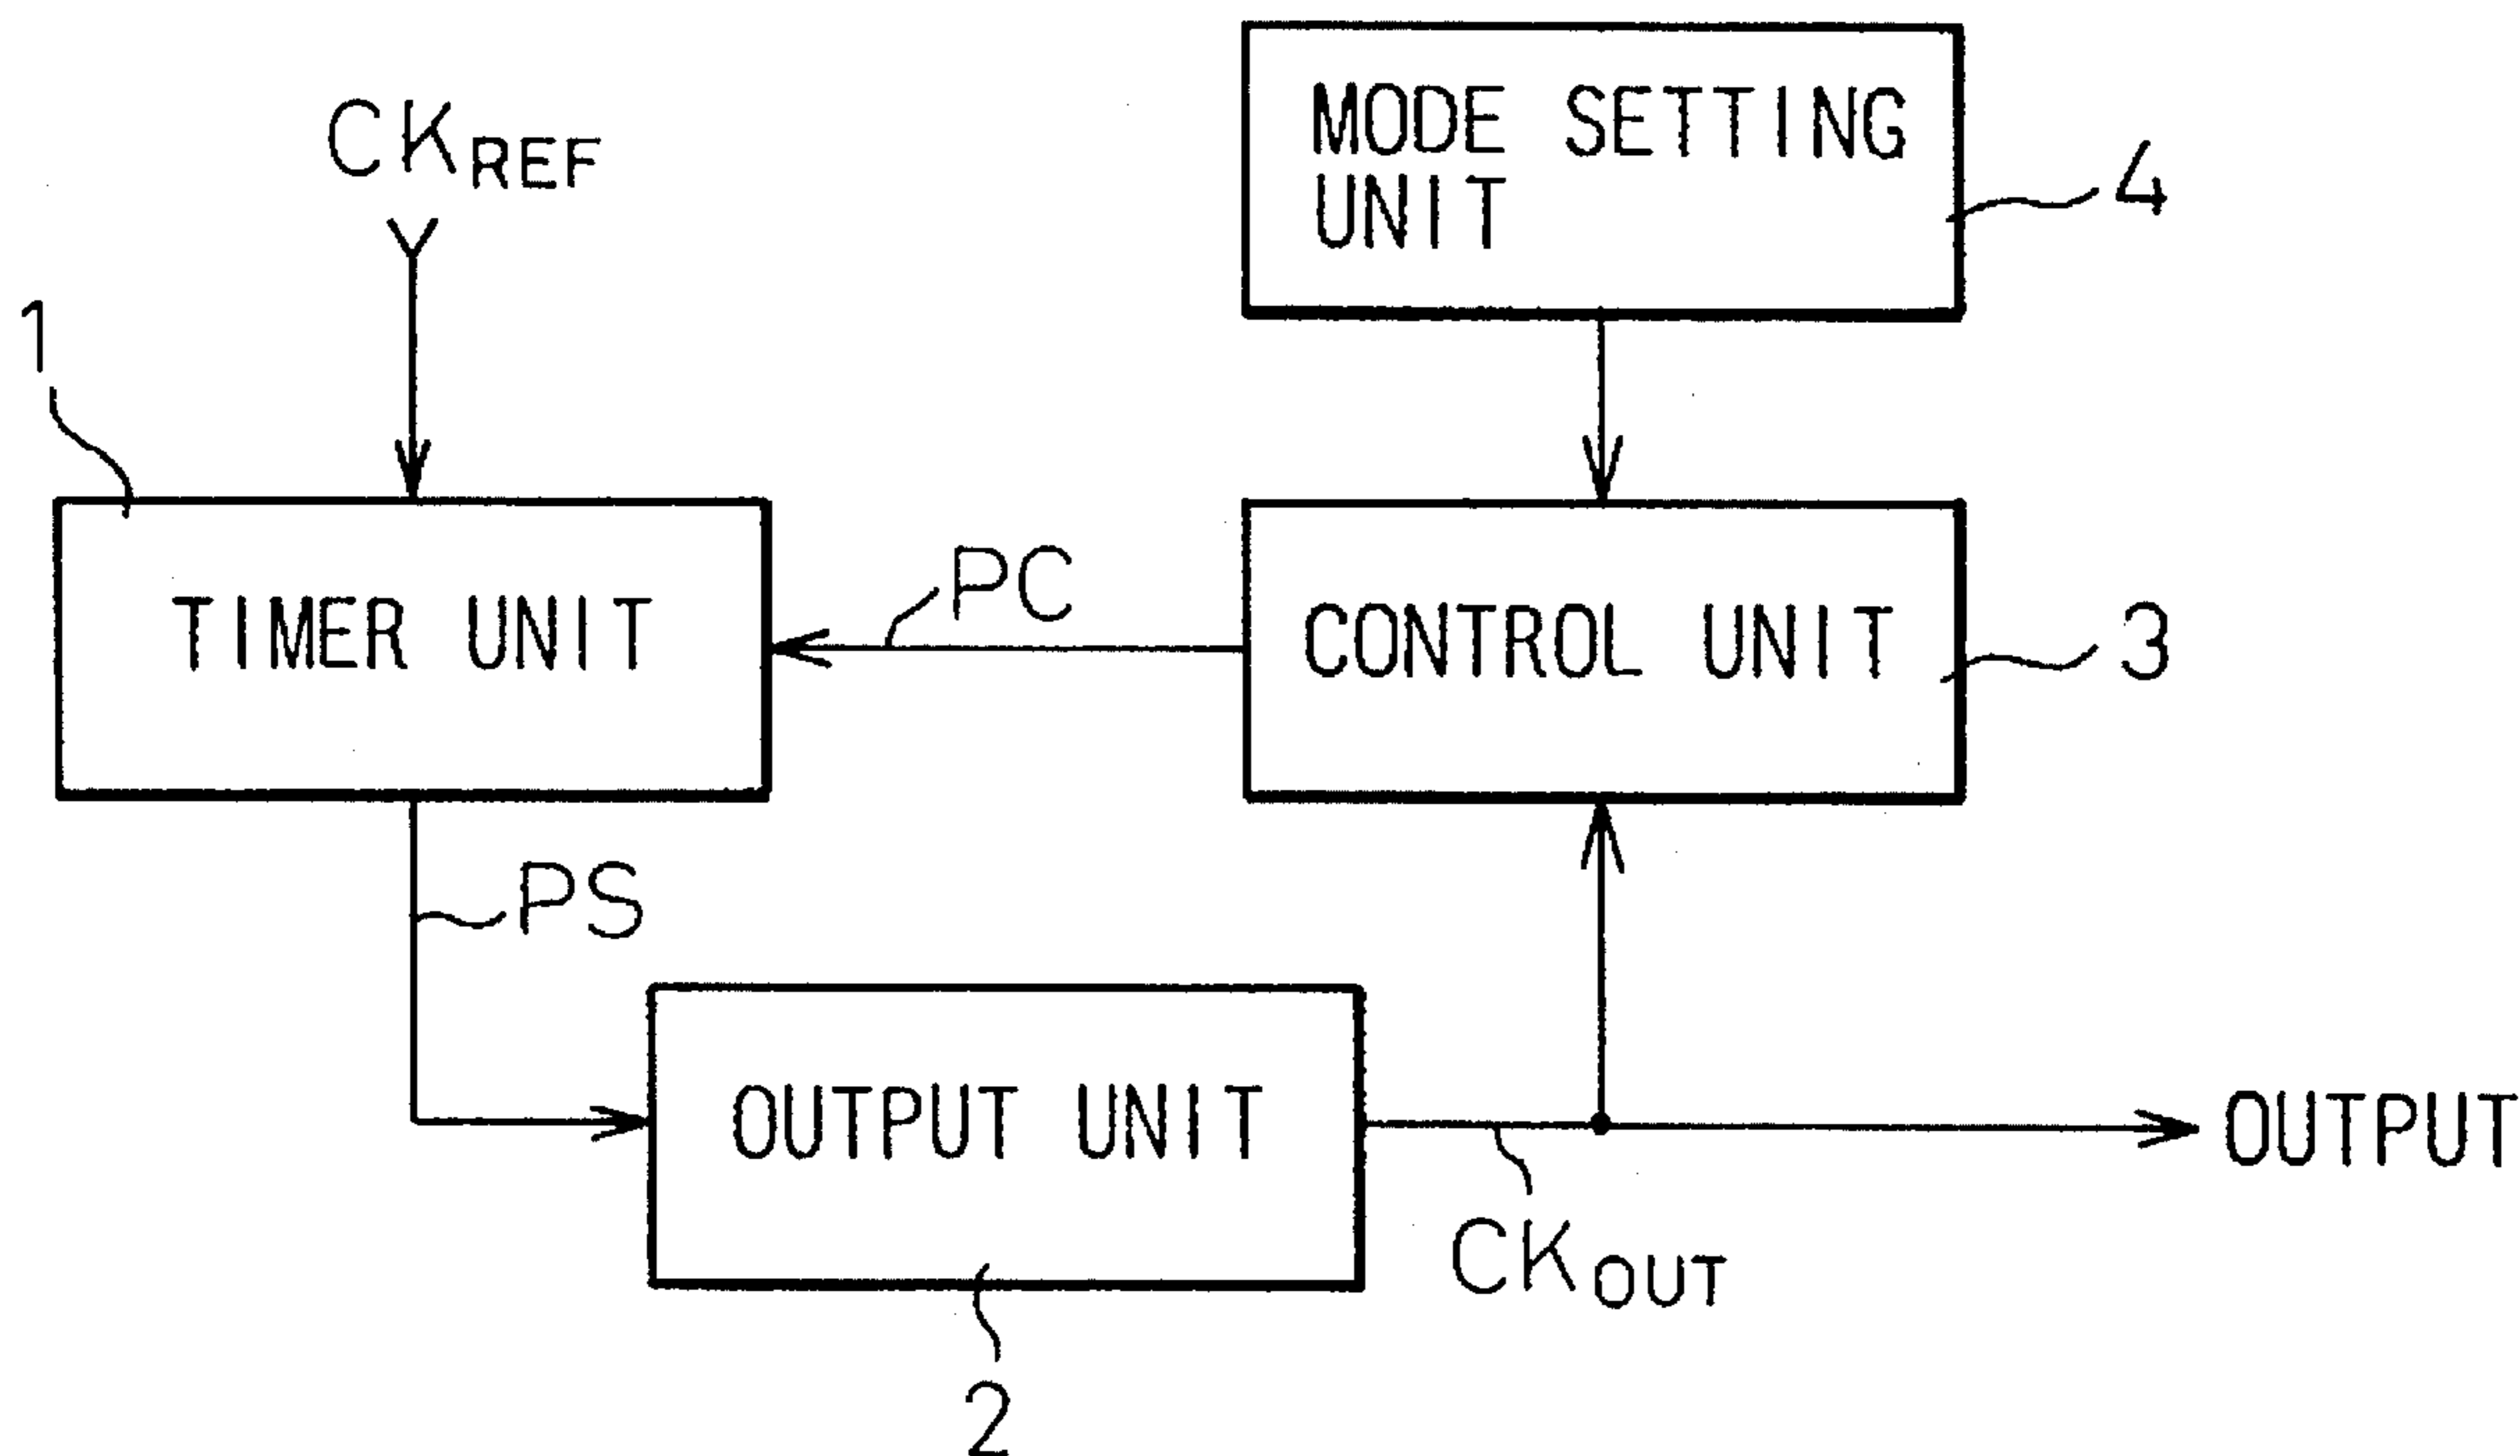 CKREF
MODE SETTING
UNIT
4
1
TIMER UNIT
PC
CONTROL UNIT
3
PS
OUTPUT UNIT
OUTPUT
CKOUT
2